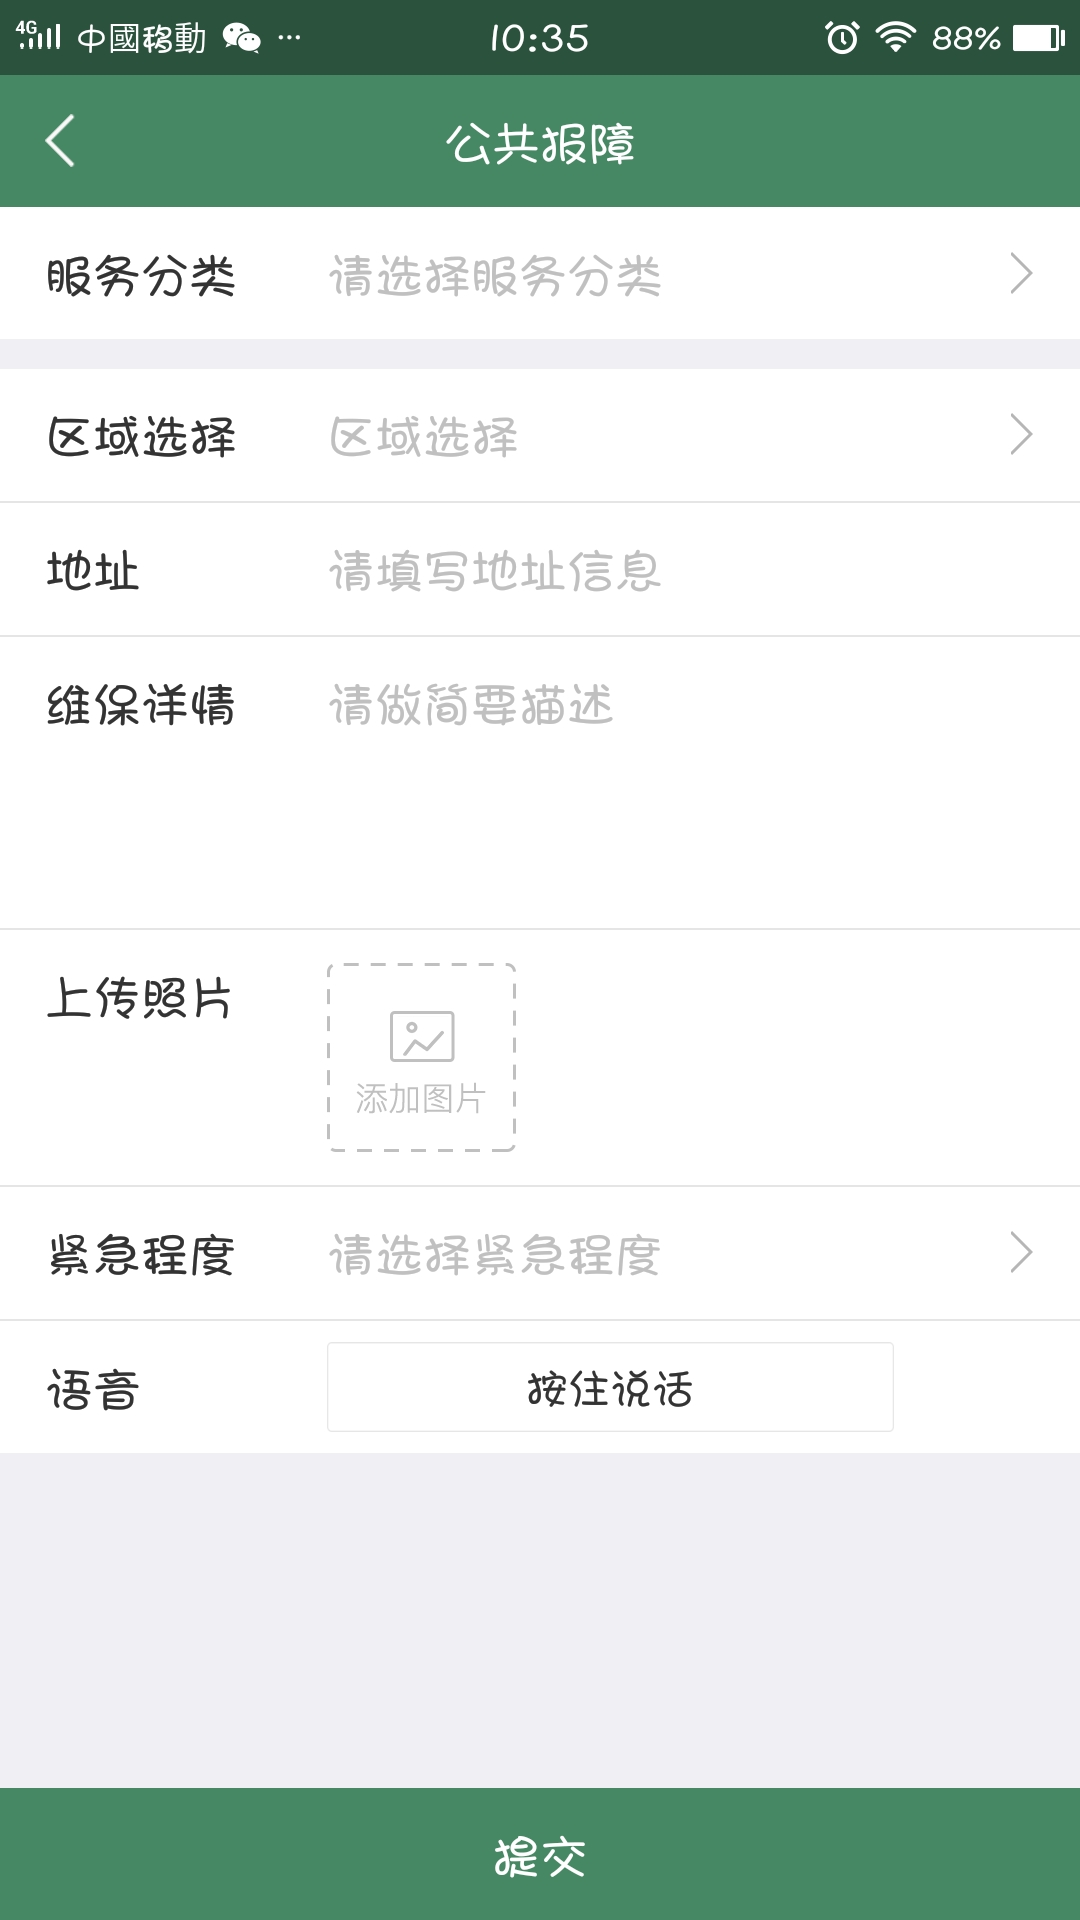 4G 中國移動 ··· 10:35 88%
公共报障
服务分类 请选择服务分类
区域选择 区域选择
地址 请填写地址信息
维保详情 请做简要描述
上传照片
添加图片
紧急程度 请选择紧急程度
语音 按住说话
提交